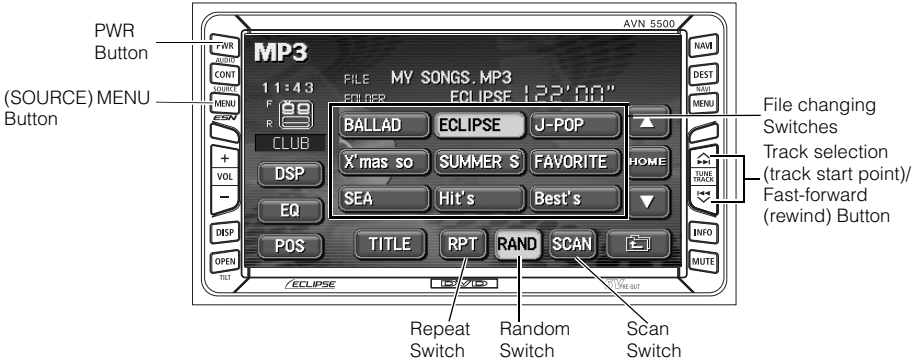 AVN 5500
PWR
Button
(SOURCE) MENU
Button
PWR
AUDIO
CONT
SOURCE
MENU
ESN
+
VOL
−
DISP
OPEN
TILT
MP3
11:43
F
R
CLUB
DSP
EQ
POS
FILE MY SONGS.MP3
FOLDER ECLIPSE 122'00"
BALLAD ECLIPSE J-POP
X'mas so SUMMER S FAVORITE
SEA Hit's Best's
HOME
TITLE RPT RAND SCAN
NAVI
DEST
NAVI
MENU
TUNE
TRACK
INFO
MUTE
ECLIPSE
DVD
PRE OUT
File changing
Switches
Track selection
(track start point)/
Fast-forward
(rewind) Button
Repeat
Switch
Random
Switch
Scan
Switch